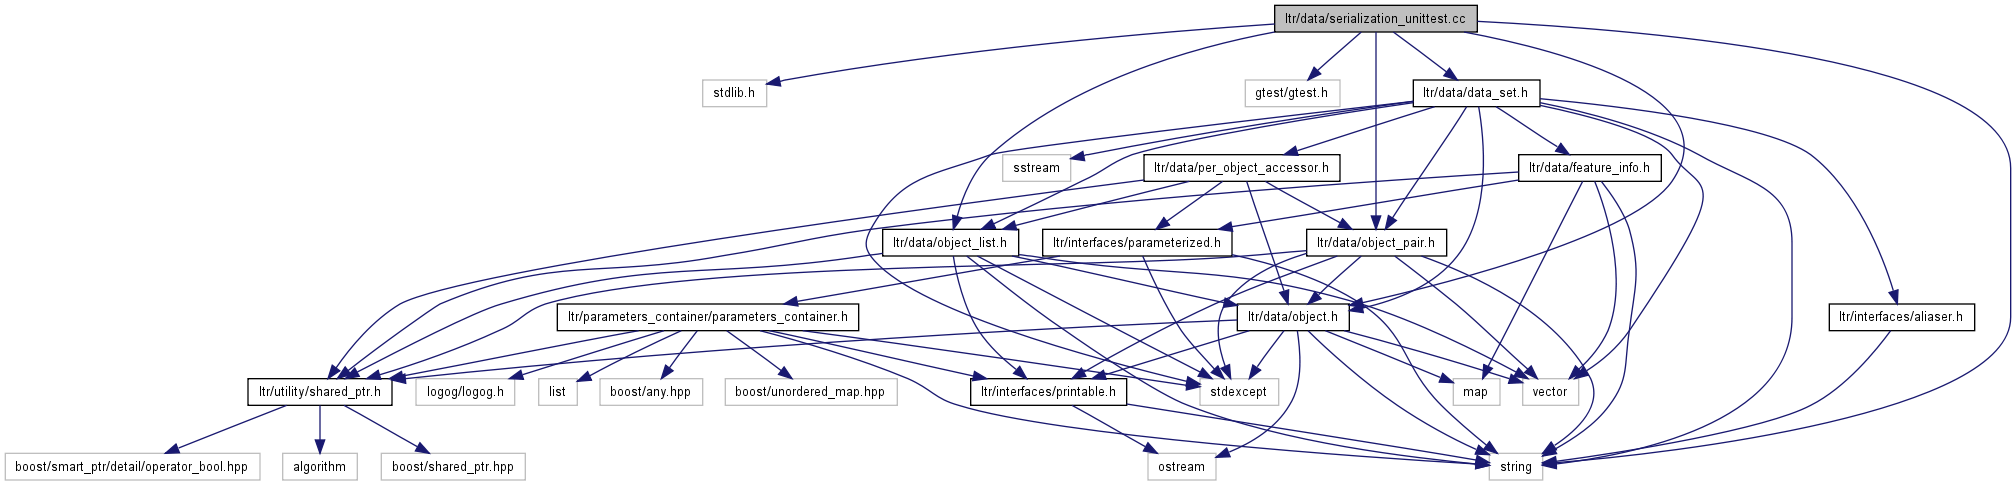 ltr/data/serialization_unittest.cc
stdlib.h
gtest/gtest.h
ltr/data/data_set.h
sstream
ltr/data/per_object_accessor.h
ltr/data/feature_info.h
ltr/data/object_list.h
ltr/interfaces/parameterized.h
ltr/data/object_pair.h
ltr/parameters_container/parameters_container.h
ltr/data/object.h
ltr/interfaces/aliaser.h
ltr/utility/shared_ptr.h
logog/logog.h
list
boost/any.hpp
boost/unordered_map.hpp
ltr/interfaces/printable.h
stdexcept
map
vector
boost/smart_ptr/detail/operator_bool.hpp
algorithm
boost/shared_ptr.hpp
ostream
string